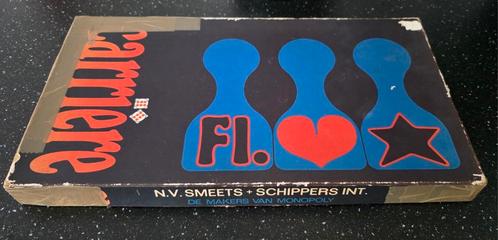 carrière
Fl.
N.V. SMEETS + SCHIPPERS INT.
DE MAKERS VAN MONOPOLY